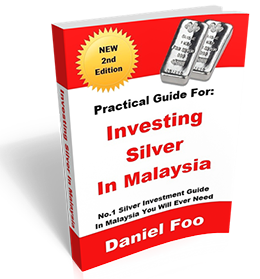 NEW
2nd
Edition
Practical Guide For:
Investing
Silver
In Malaysia
No.1 Silver Investment Guide
In Malaysia You Will Ever Need
Daniel Foo
Investing Silver In Malaysia